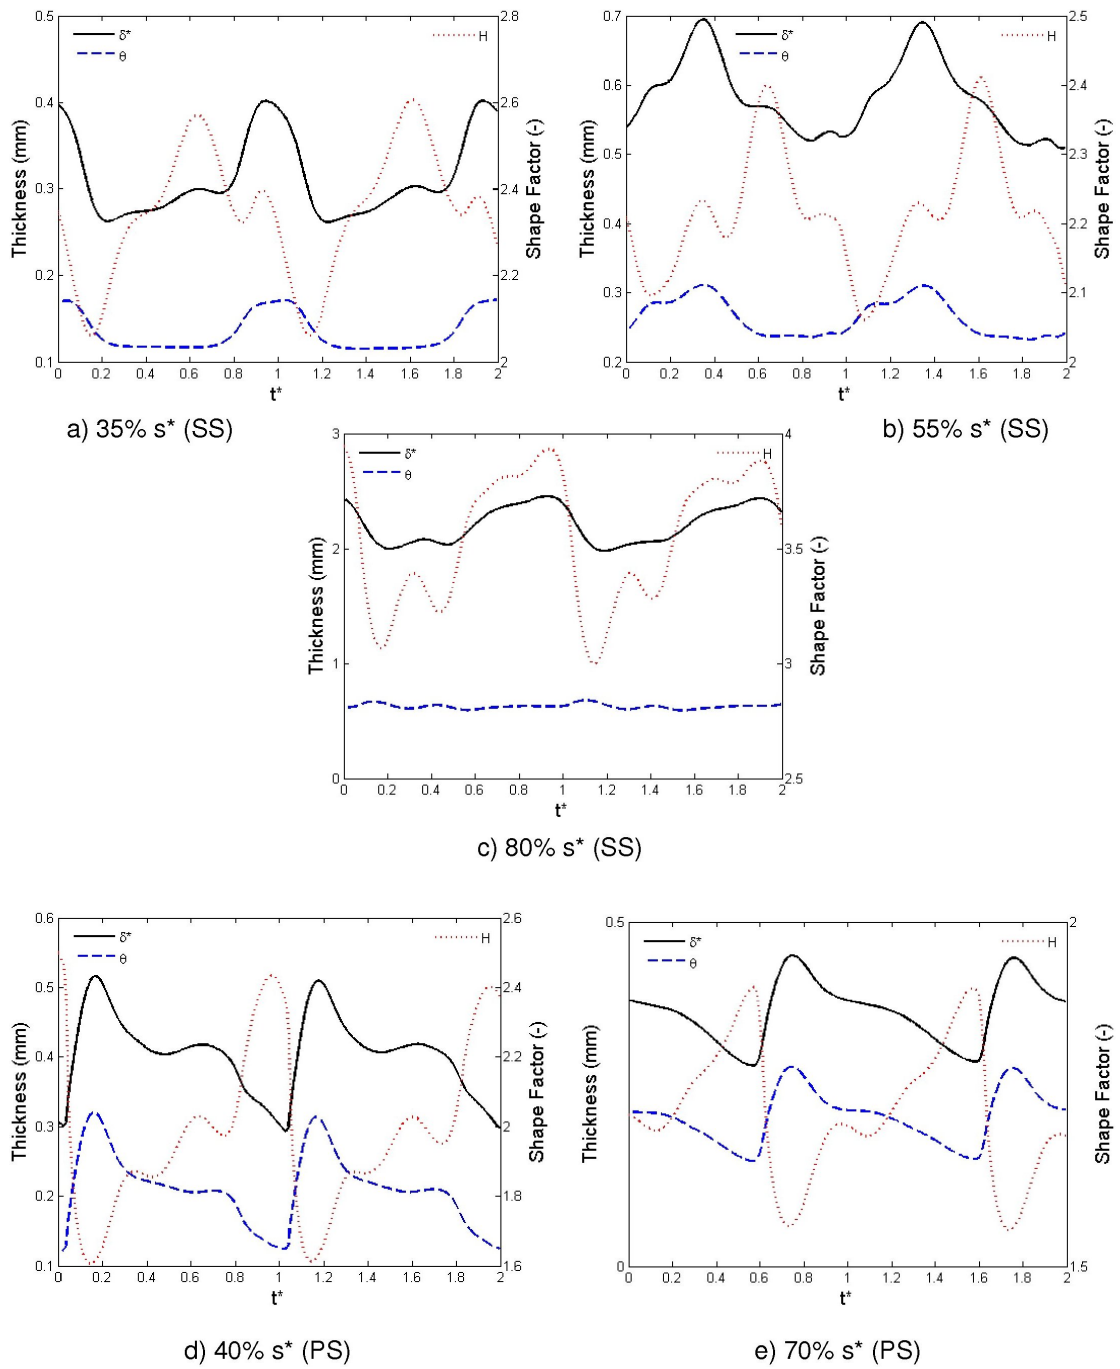 0.5
0.4
0.3
0.2
0.1
Thickness (mm)
δ*
θ
H
2.8
2.6
2.4
2.2
2
Shape Factor (-)
0 0.2 0.4 0.6 0.8 1 1.2 1.4 1.6 1.8 2
t*
a) 35% s* (SS)
0.7
0.6
0.5
0.4
0.3
0.2
Thickness (mm)
δ*
θ
H
2.5
2.4
2.3
2.2
2.1
2
Shape Factor (-)
0 0.2 0.4 0.6 0.8 1 1.2 1.4 1.6 1.8 2
t*
b) 55% s* (SS)
3
2
1
0
Thickness (mm)
δ*
θ
H
4
3.5
3
2.5
Shape Factor (-)
0 0.2 0.4 0.6 0.8 1 1.2 1.4 1.6 1.8 2
t*
c) 80% s* (SS)
0.6
0.5
0.4
0.3
0.2
0.1
Thickness (mm)
δ*
θ
H
2.6
2.4
2.2
2
1.8
1.6
Shape Factor (-)
0 0.2 0.4 0.6 0.8 1 1.2 1.4 1.6 1.8 2
t*
d) 40% s* (PS)
0.5
0
Thickness (mm)
δ*
θ
H
2
1.5
Shape Factor (-)
0 0.2 0.4 0.6 0.8 1 1.2 1.4 1.6 1.8 2
t*
e) 70% s* (PS)